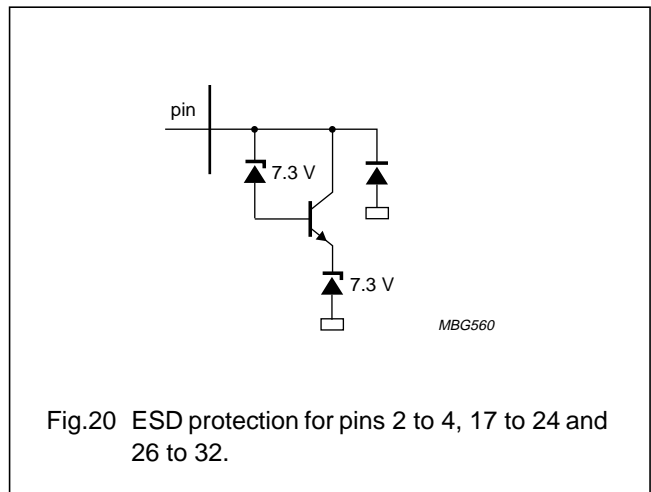 pin
7.3 V
7.3 V
MBG560
Fig.20 ESD protection for pins 2 to 4, 17 to 24 and
26 to 32.